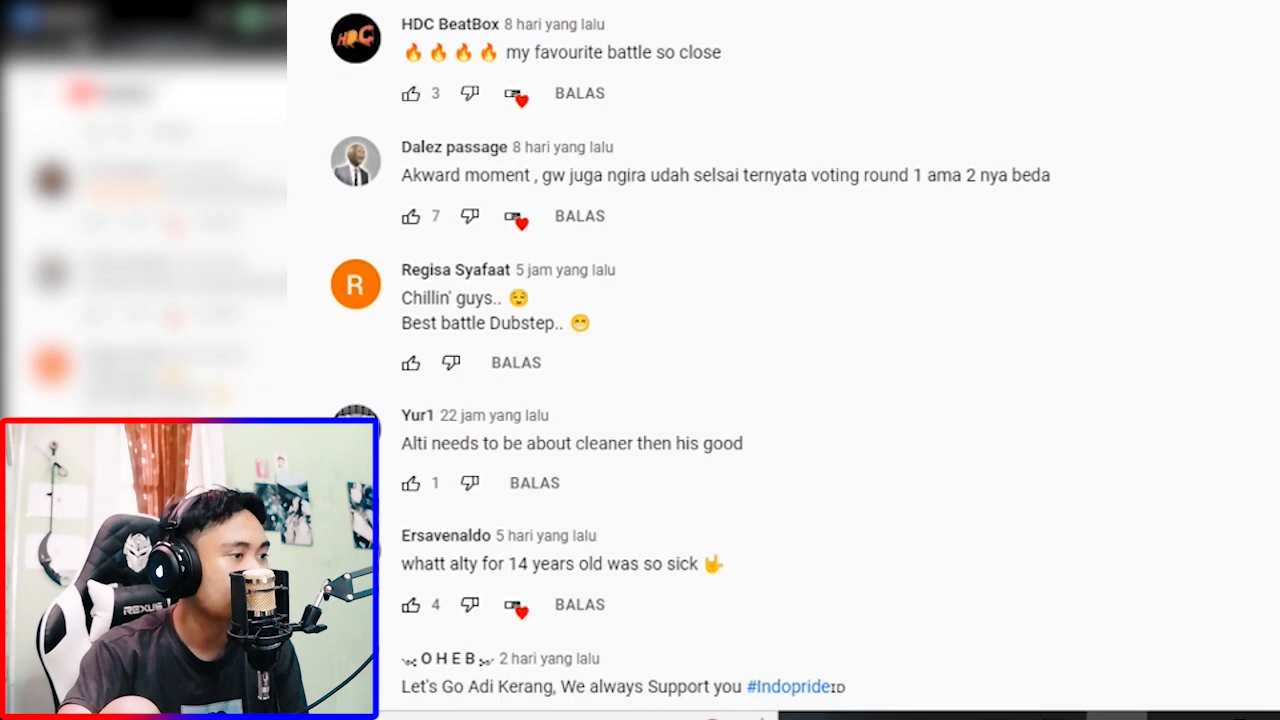 HDC
HDC BeatBox 8 hari yang lalu
🔥🔥🔥🔥 my favourite battle so close
3 BALAS
Dalez passage 8 hari yang lalu
Akward moment , gw juga ngira udah selsai ternyata voting round 1 ama 2 nya beda
7 BALAS
R
Regisa Syafaat 5 jam yang lalu
Chillin' guys.. 😌
Best battle Dubstep.. 😁
BALAS
Yur1 22 jam yang lalu
Alti needs to be about cleaner then his good
1 BALAS
Ersavenaldo 5 hari yang lalu
whatt alty for 14 years old was so sick 🤟
4 BALAS
O H E B 2 hari yang lalu
Let's Go Adi Kerang, We always Support you #Indopride🇮🇩
REXUS